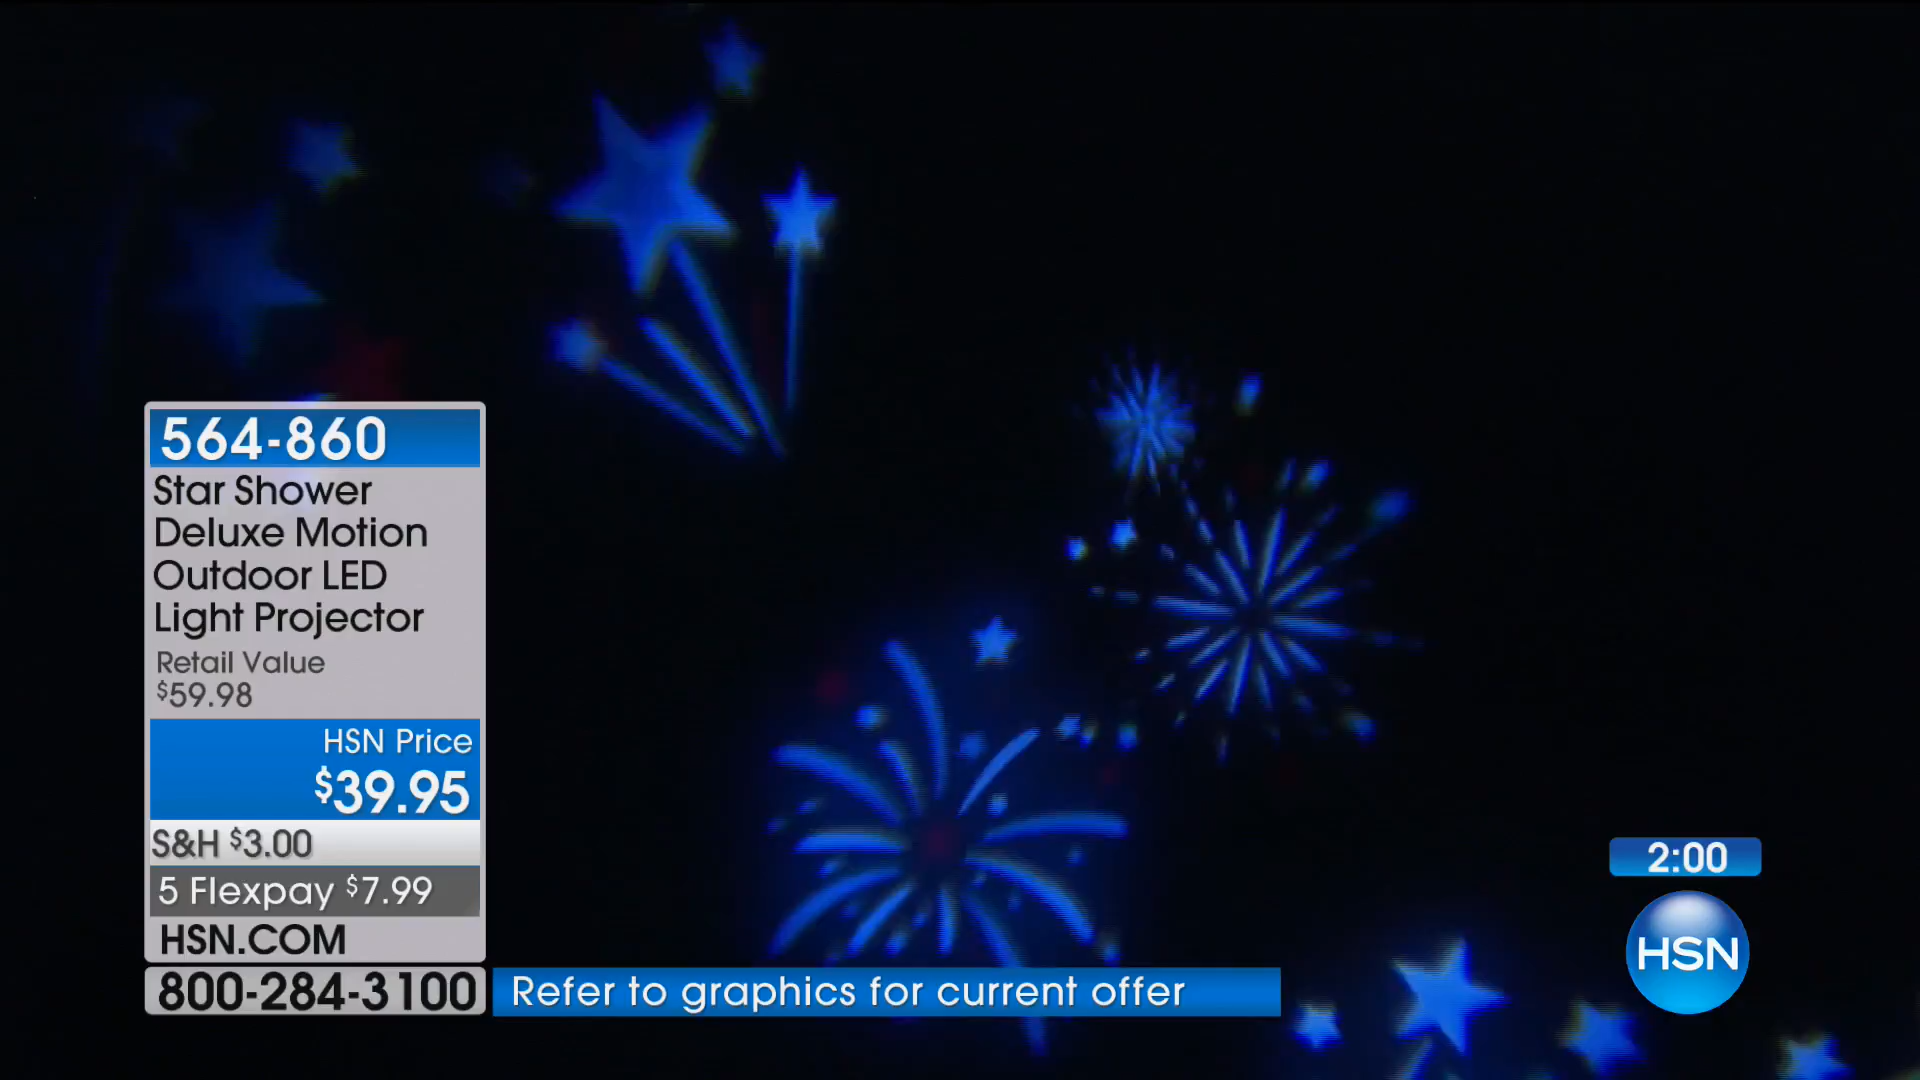 564-860
Star Shower
Deluxe Motion
Outdoor LED
Light Projector
Retail Value
$59.98
HSN Price
$39.95
S&H $3.00
5 Flexpay $7.99
HSN.COM
800-284-3100
Refer to graphics for current offer
2:00
HSN